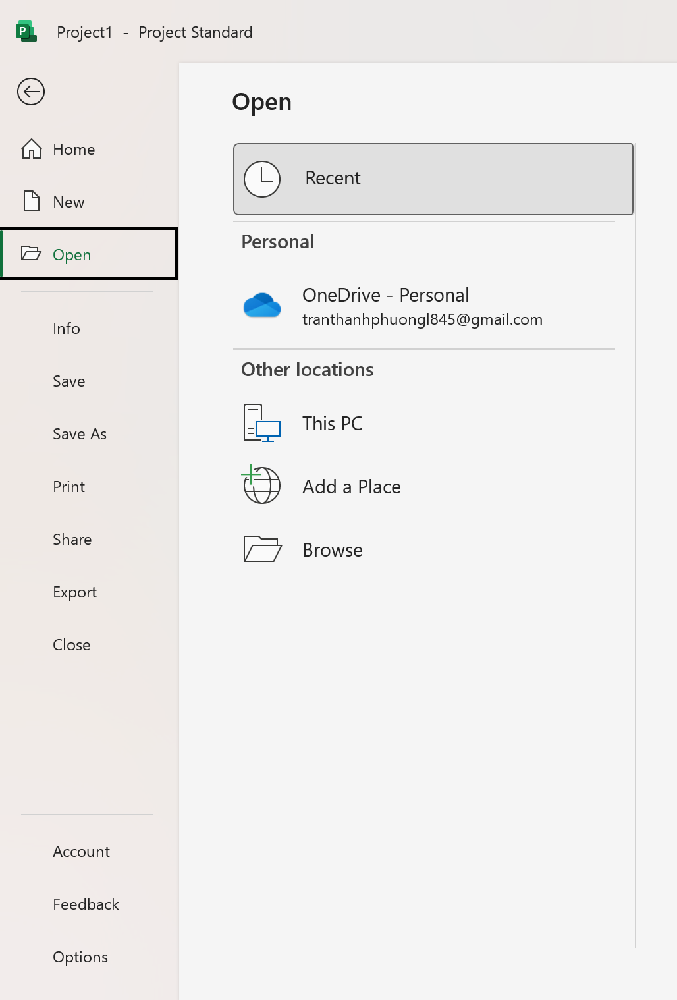 P
Project1 - Project Standard
Home
New
Open
Info
Save
Save As
Print
Share
Export
Close
Account
Feedback
Options
Open
Recent
Personal
OneDrive - Personal
tranthanhphuongl845@gmail.com
Other locations
This PC
Add a Place
Browse